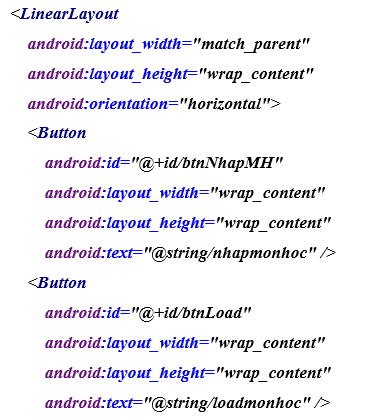 <LinearLayout
android:layout_width="match_parent"
android:layout_height="wrap_content"
android:orientation="horizontal">
<Button
android:id="@+id/btnNhapMH"
android:layout_width="wrap_content"
android:layout_height="wrap_content"
android:text="@string/nhapmonhoc" />
<Button
android:id="@+id/btnLoad"
android:layout_width="wrap_content"
android:layout_height="wrap_content"
android:text="@string/loadmonhoc" />